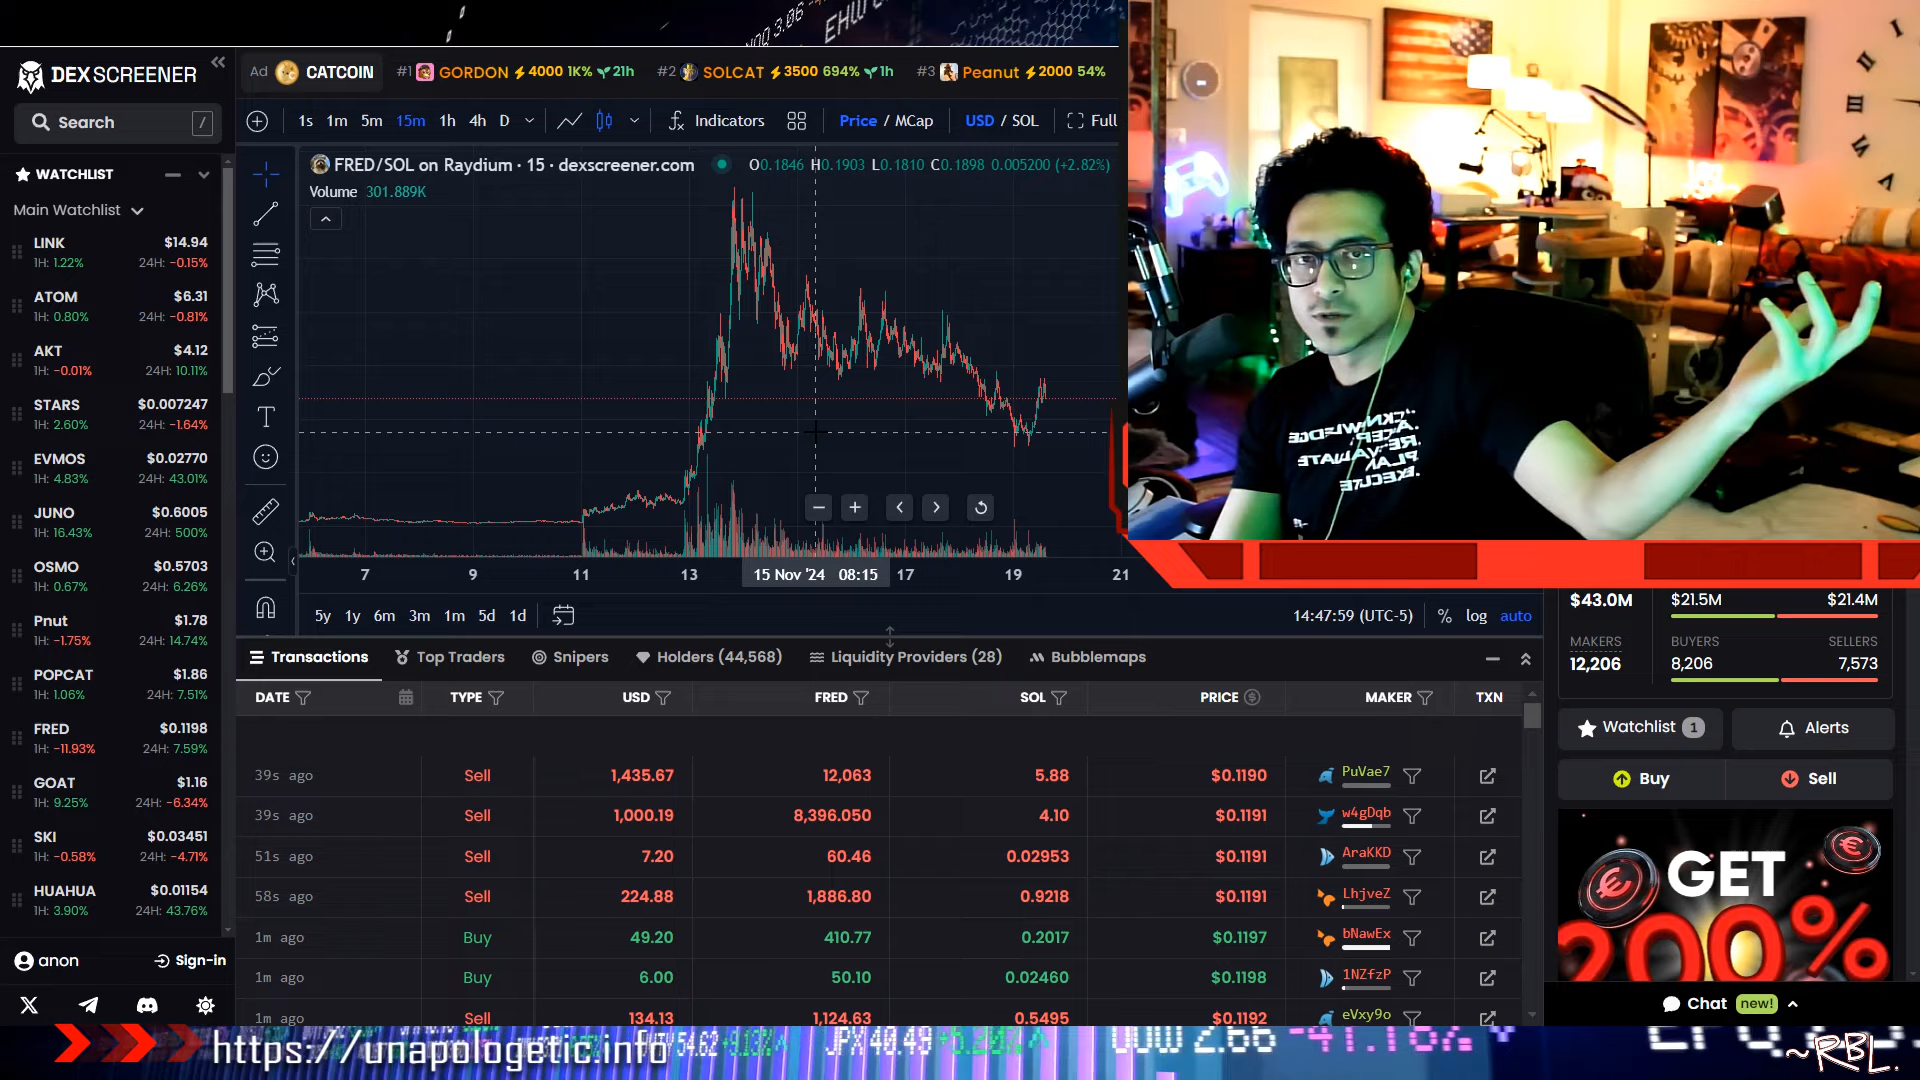 DEX SCREENER
Ad CATCOIN #1 GORDON 4000 1K% 21h #2 SOLCAT 3500 694% 1h #3 Peanut 2000 54%
Search /
1s 1m 5m 15m 1h 4h D Indicators Price / MCap USD / SOL Full
WATCHLIST
Main Watchlist
FRED/SOL on Raydium · 15 · dexscreener.com O0.1846 H0.1903 L0.1810 C0.1898 0.005200 (+2.82%)
Volume 301.889K
LINK $14.94
1H: 1.22% 24H: -0.15%
ATOM $6.31
1H: 0.80% 24H: -0.81%
AKT $4.12
1H: -0.01% 24H: 10.11%
STARS $0.007247
1H: 2.60% 24H: -1.64%
EVMOS $0.02770
1H: 4.83% 24H: 43.01%
JUNO $0.6005
1H: 16.43% 24H: 500%
OSMO $0.5703
1H: 0.67% 24H: 6.26%
Pnut $1.78
1H: -1.75% 24H: 14.74%
POPCAT $1.86
1H: 1.06% 24H: 7.51%
FRED $0.1198
1H: -11.93% 24H: 7.59%
GOAT $1.16
1H: 9.25% 24H: -6.34%
SKI $0.03451
1H: -0.58% 24H: -4.71%
HUAHUA $0.01154
1H: 3.90% 24H: 43.76%
anon Sign-in
7 9 11 13 15 Nov '24 08:15 17 19 21
5y 1y 6m 3m 1m 5d 1d 14:47:59 (UTC-5) % log auto
Transactions Top Traders Snipers Holders (44,568) Liquidity Providers (28) Bubblemaps
DATE TYPE USD FRED SOL PRICE MAKER TXN
39s ago Sell 1,435.67 12,063 5.88 $0.1190 PuVae7
39s ago Sell 1,000.19 8,396.050 4.10 $0.1191 w4gDqb
51s ago Sell 7.20 60.46 0.02953 $0.1191 AraKKD
58s ago Sell 224.88 1,886.80 0.9218 $0.1191 LhjveZ
1m ago Buy 49.20 410.77 0.2017 $0.1197 bNawEx
1m ago Buy 6.00 50.10 0.02460 $0.1198 1NZfzP
1m ago Sell 134.13 1,124.63 0.5495 $0.1192 eVxy9o
$43.0M $21.5M $21.4M
MAKERS BUYERS SELLERS
12,206 8,206 7,573
Watchlist 1 Alerts
Buy Sell
GET
200%
Chat new!
https://unapologetic.info
54.62 +9.13% JPX 40.49 +5.20% 2.66 -41.18%
~RBL.